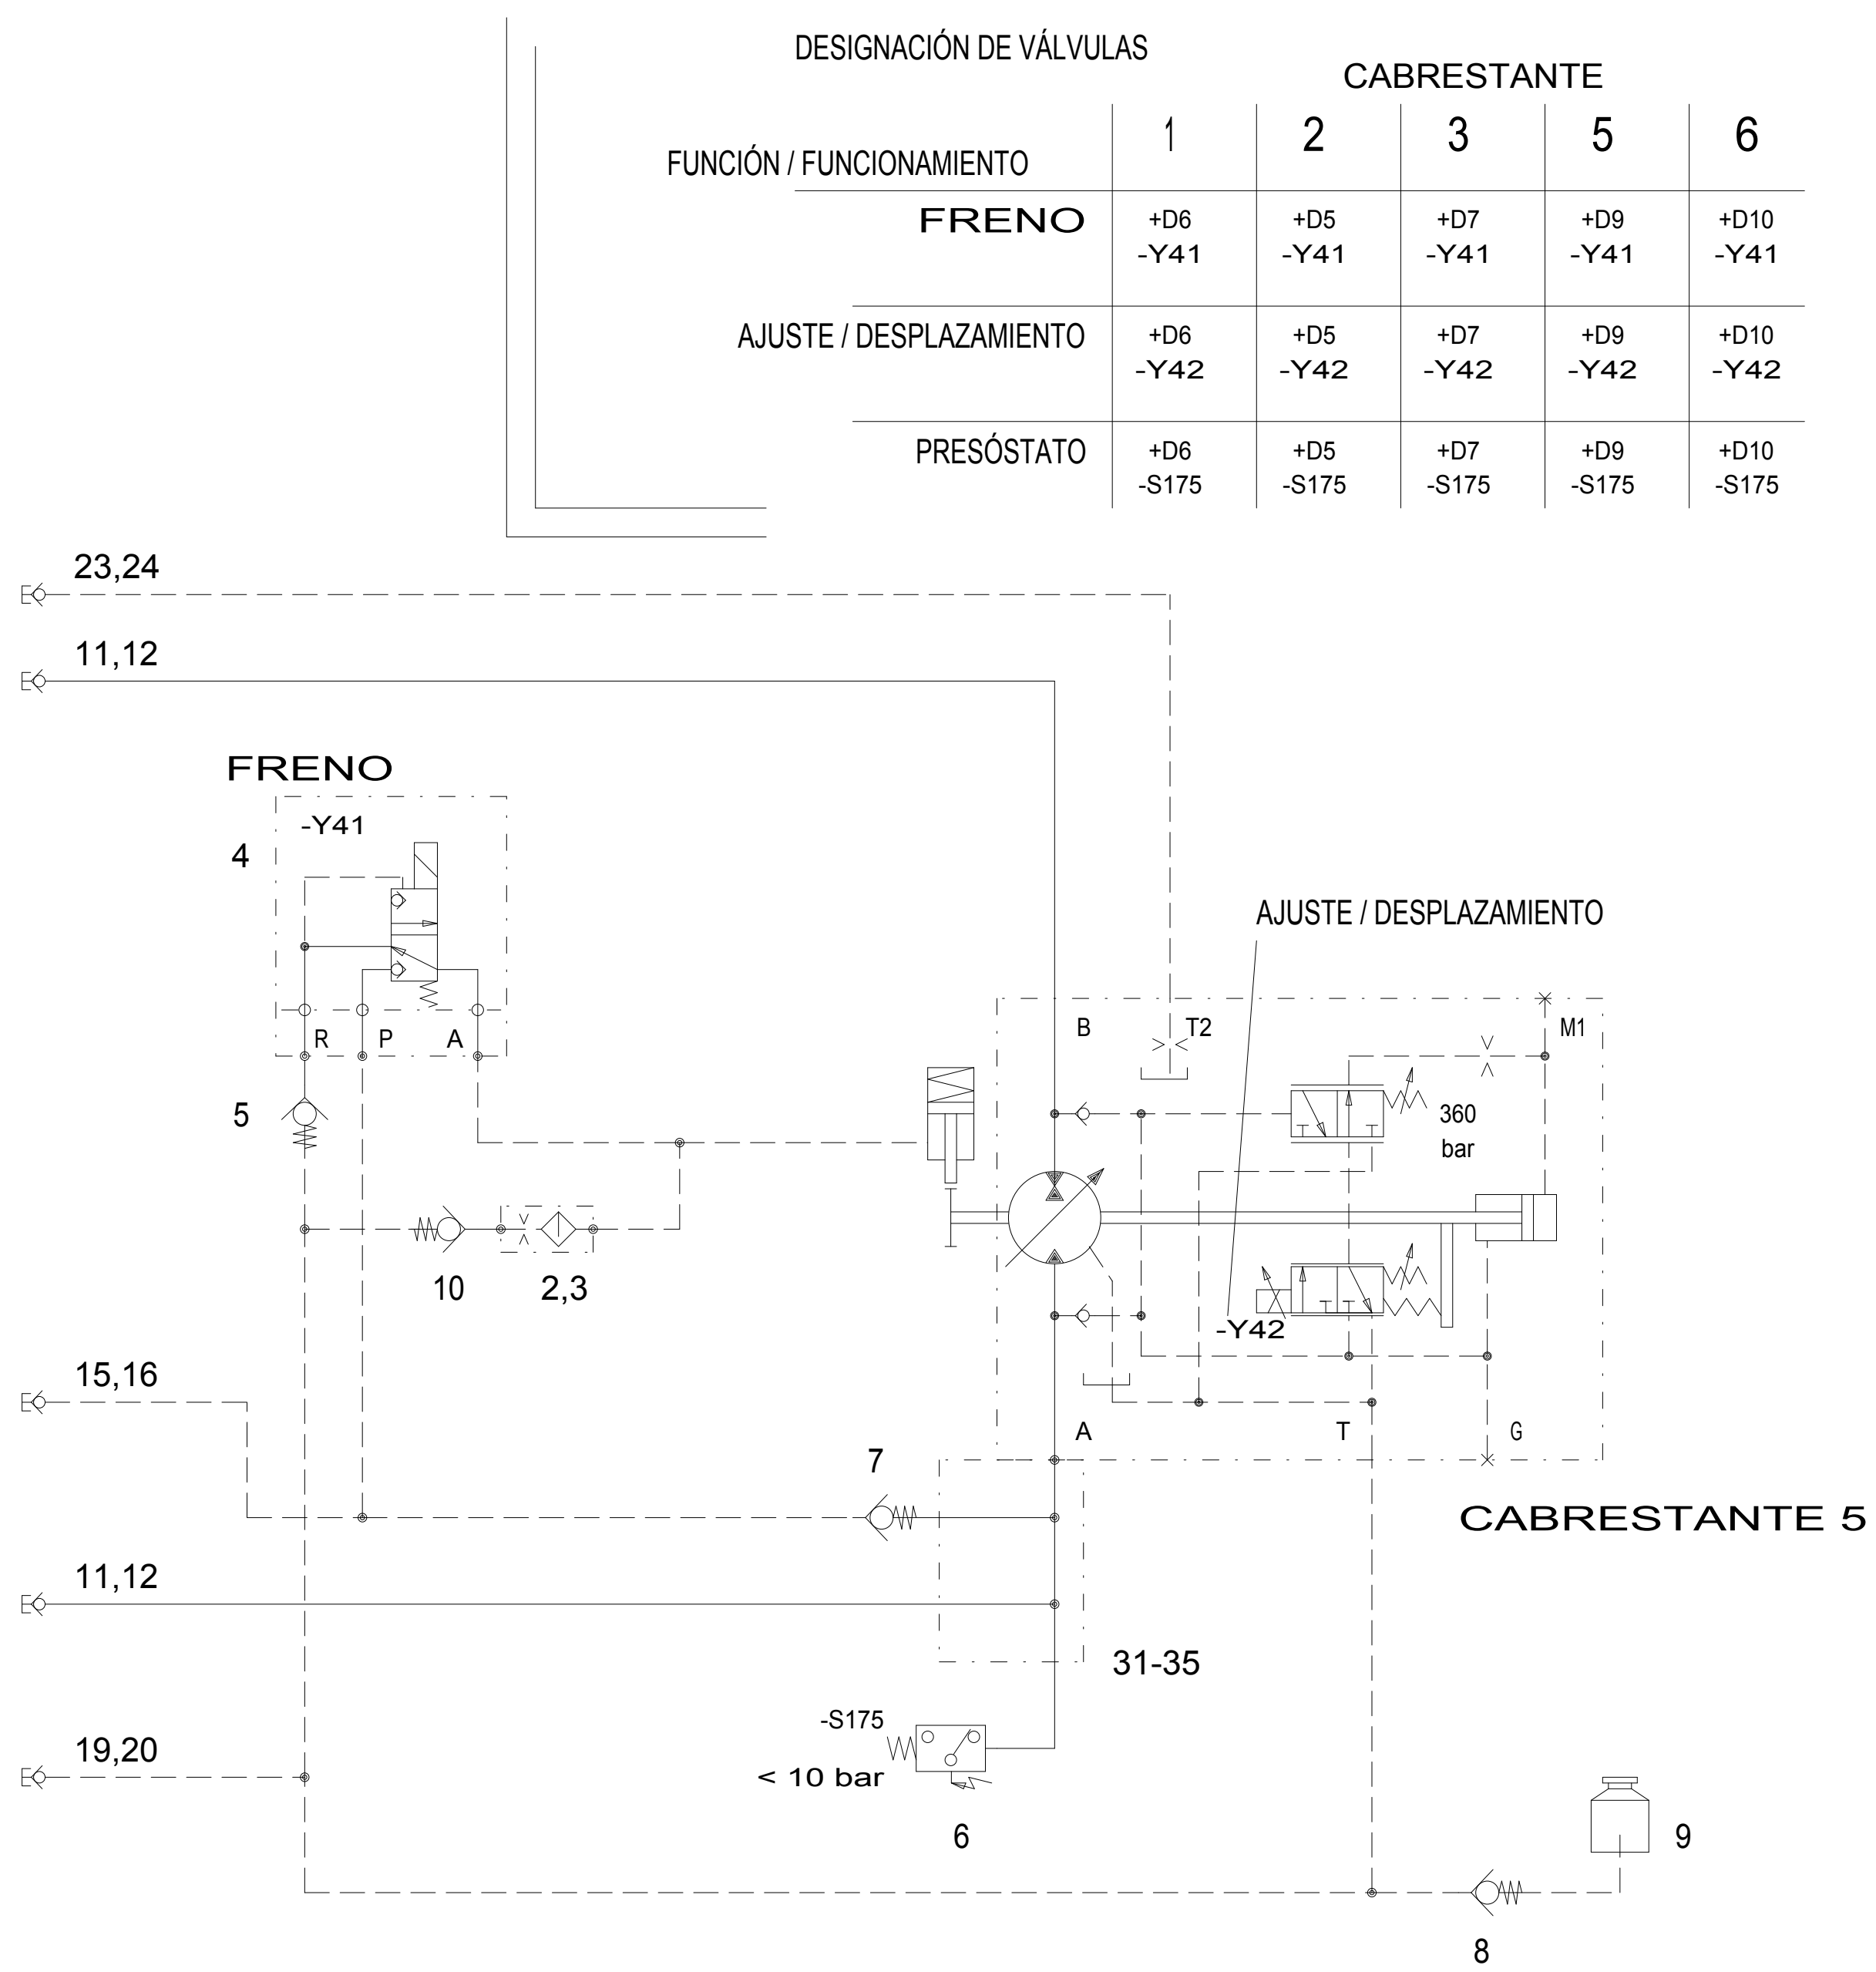 DESIGNACIÓN DE VÁLVULAS
CABRESTANTE
FUNCIÓN / FUNCIONAMIENTO 1 2 3 5 6
FRENO +D6 +D5 +D7 +D9 +D10
-Y41 -Y41 -Y41 -Y41 -Y41
AJUSTE / DESPLAZAMIENTO +D6 +D5 +D7 +D9 +D10
-Y42 -Y42 -Y42 -Y42 -Y42
PRESÓSTATO +D6 +D5 +D7 +D9 +D10
-S175 -S175 -S175 -S175 -S175
23,24
11,12
FRENO
-Y41
4
AJUSTE / DESPLAZAMIENTO
R P A
B T2 M1
5
360
bar
10 2,3
-Y42
15,16
A T G
7
CABRESTANTE 5
11,12
31-35
-S175
19,20
< 10 bar
6
9
8